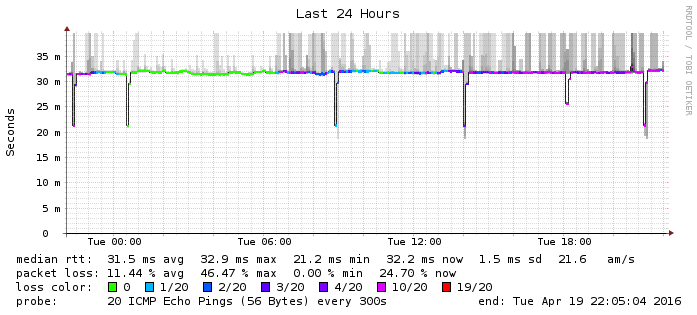 Last 24 Hours
RRDTOOL / TOBI OETIKER
Seconds
35 m
30 m
25 m
20 m
15 m
10 m
5 m
0
Tue 00:00 Tue 06:00 Tue 12:00 Tue 18:00
median rtt: 31.5 ms avg 32.9 ms max 21.2 ms min 32.2 ms now 1.5 ms sd 21.6 am/s
packet loss: 11.44 % avg 46.47 % max 0.00 % min 24.70 % now
loss color: 0 1/20 2/20 3/20 4/20 10/20 19/20
probe: 20 ICMP Echo Pings (56 Bytes) every 300s end: Tue Apr 19 22:05:04 2016